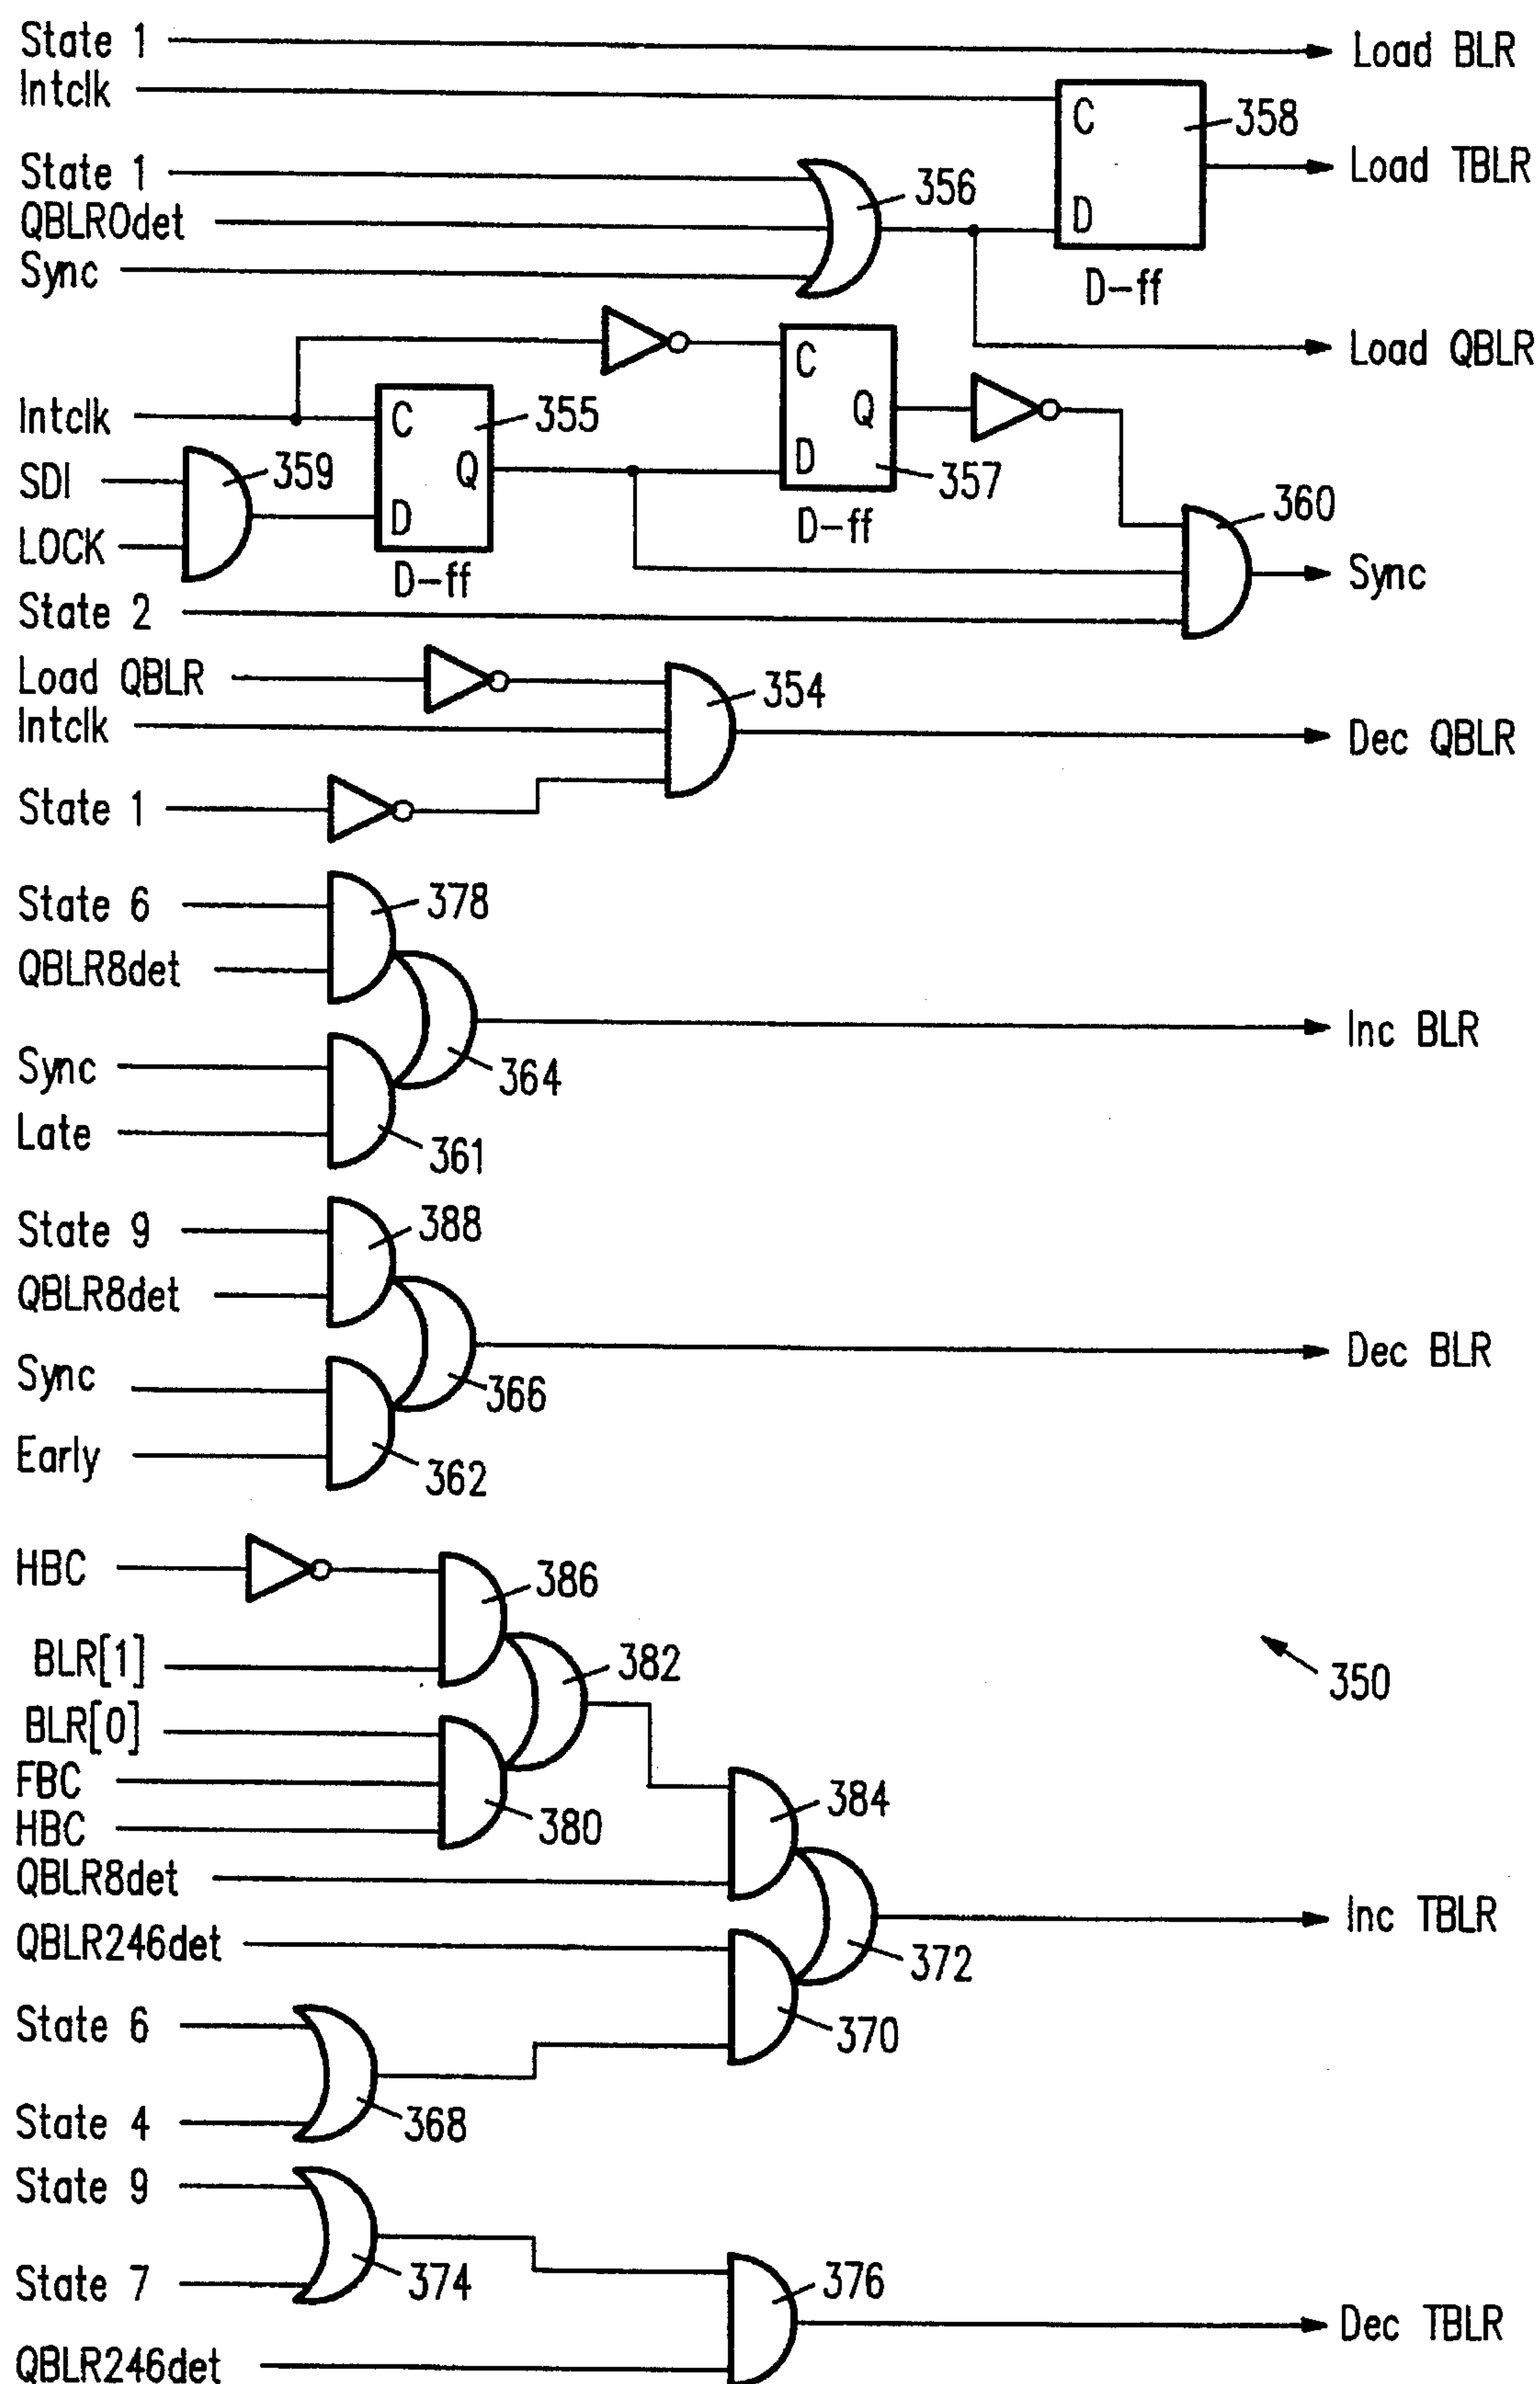 State 1
Load BLR
Intclk
C
358
State 1
356
Load TBLR
QBLR0det
D
Sync
D-ff
C
Load QBLR
Intclk
C
355
Q
SDI
359
Q
D
357
LOCK
D
D-ff
360
D-ff
Sync
State 2
Load QBLR
354
Intclk
Dec QBLR
State 1
State 6
378
QBLR8det
Inc BLR
Sync
364
Late
361
State 9
388
QBLR8det
Dec BLR
Sync
366
Early
362
HBC
386
BLR[1]
382
350
BLR[0]
FBC
384
HBC
380
QBLR8det
Inc TBLR
QBLR246det
372
State 6
370
State 4
368
State 9
State 7
374
376
Dec TBLR
QBLR246det